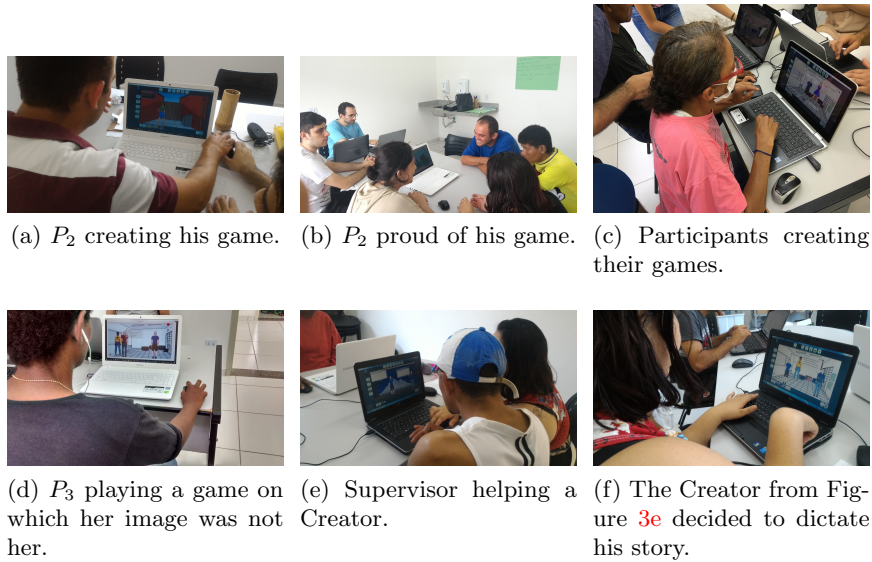 (a) P₂ creating his game.
(b) P₂ proud of his game.
(c) Participants creating
their games.
(d) P₃ playing a game on
which her image was not
her.
(e) Supervisor helping a
Creator.
(f) The Creator from Fig-
ure 3e decided to dictate
his story.